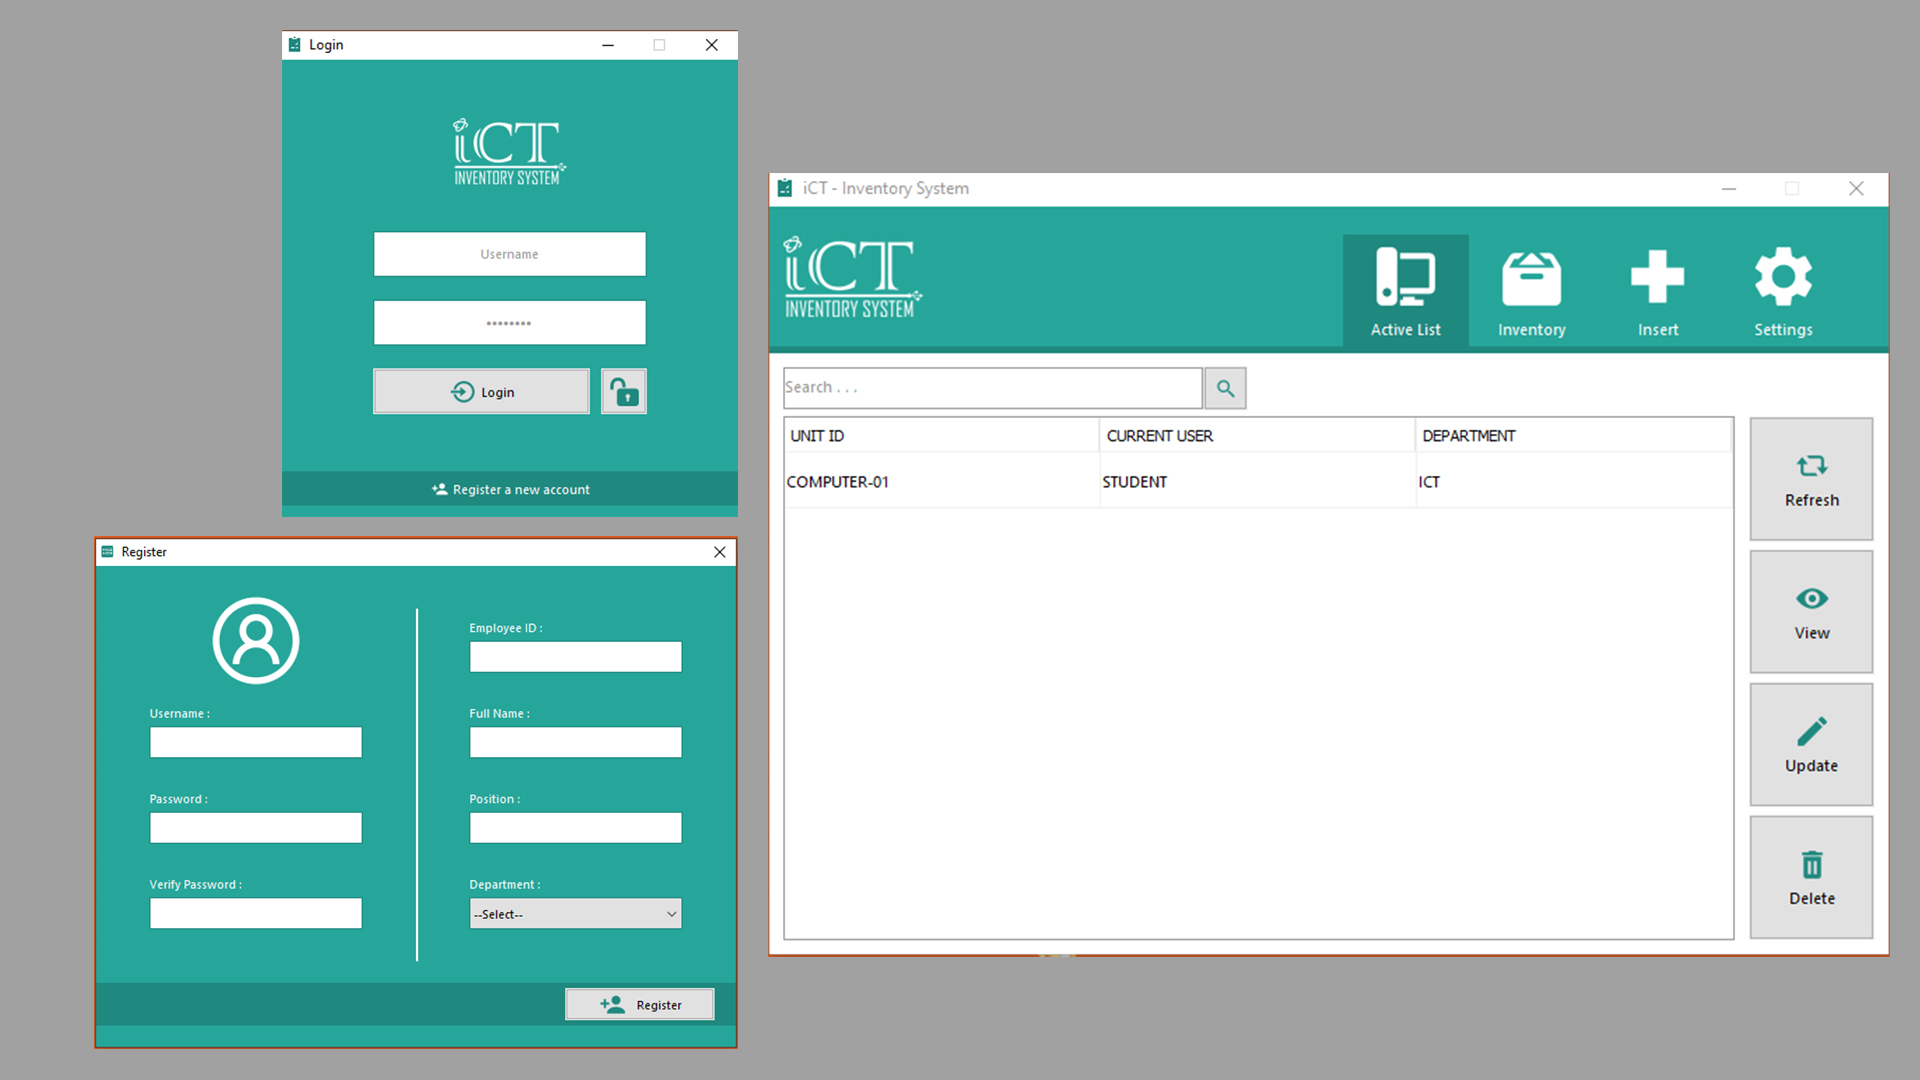 Login
iCT
INVENTORY SYSTEM
Username
••••••••
Login
Register a new account
Register
Username :
Password :
Verify Password :
Employee ID :
Full Name :
Position :
Department :
--Select--
Register
iCT - Inventory System
iCT
INVENTORY SYSTEM
Active List
Inventory
Insert
Settings
Search . . .
UNIT ID CURRENT USER DEPARTMENT
COMPUTER-01 STUDENT ICT
Refresh
View
Update
Delete